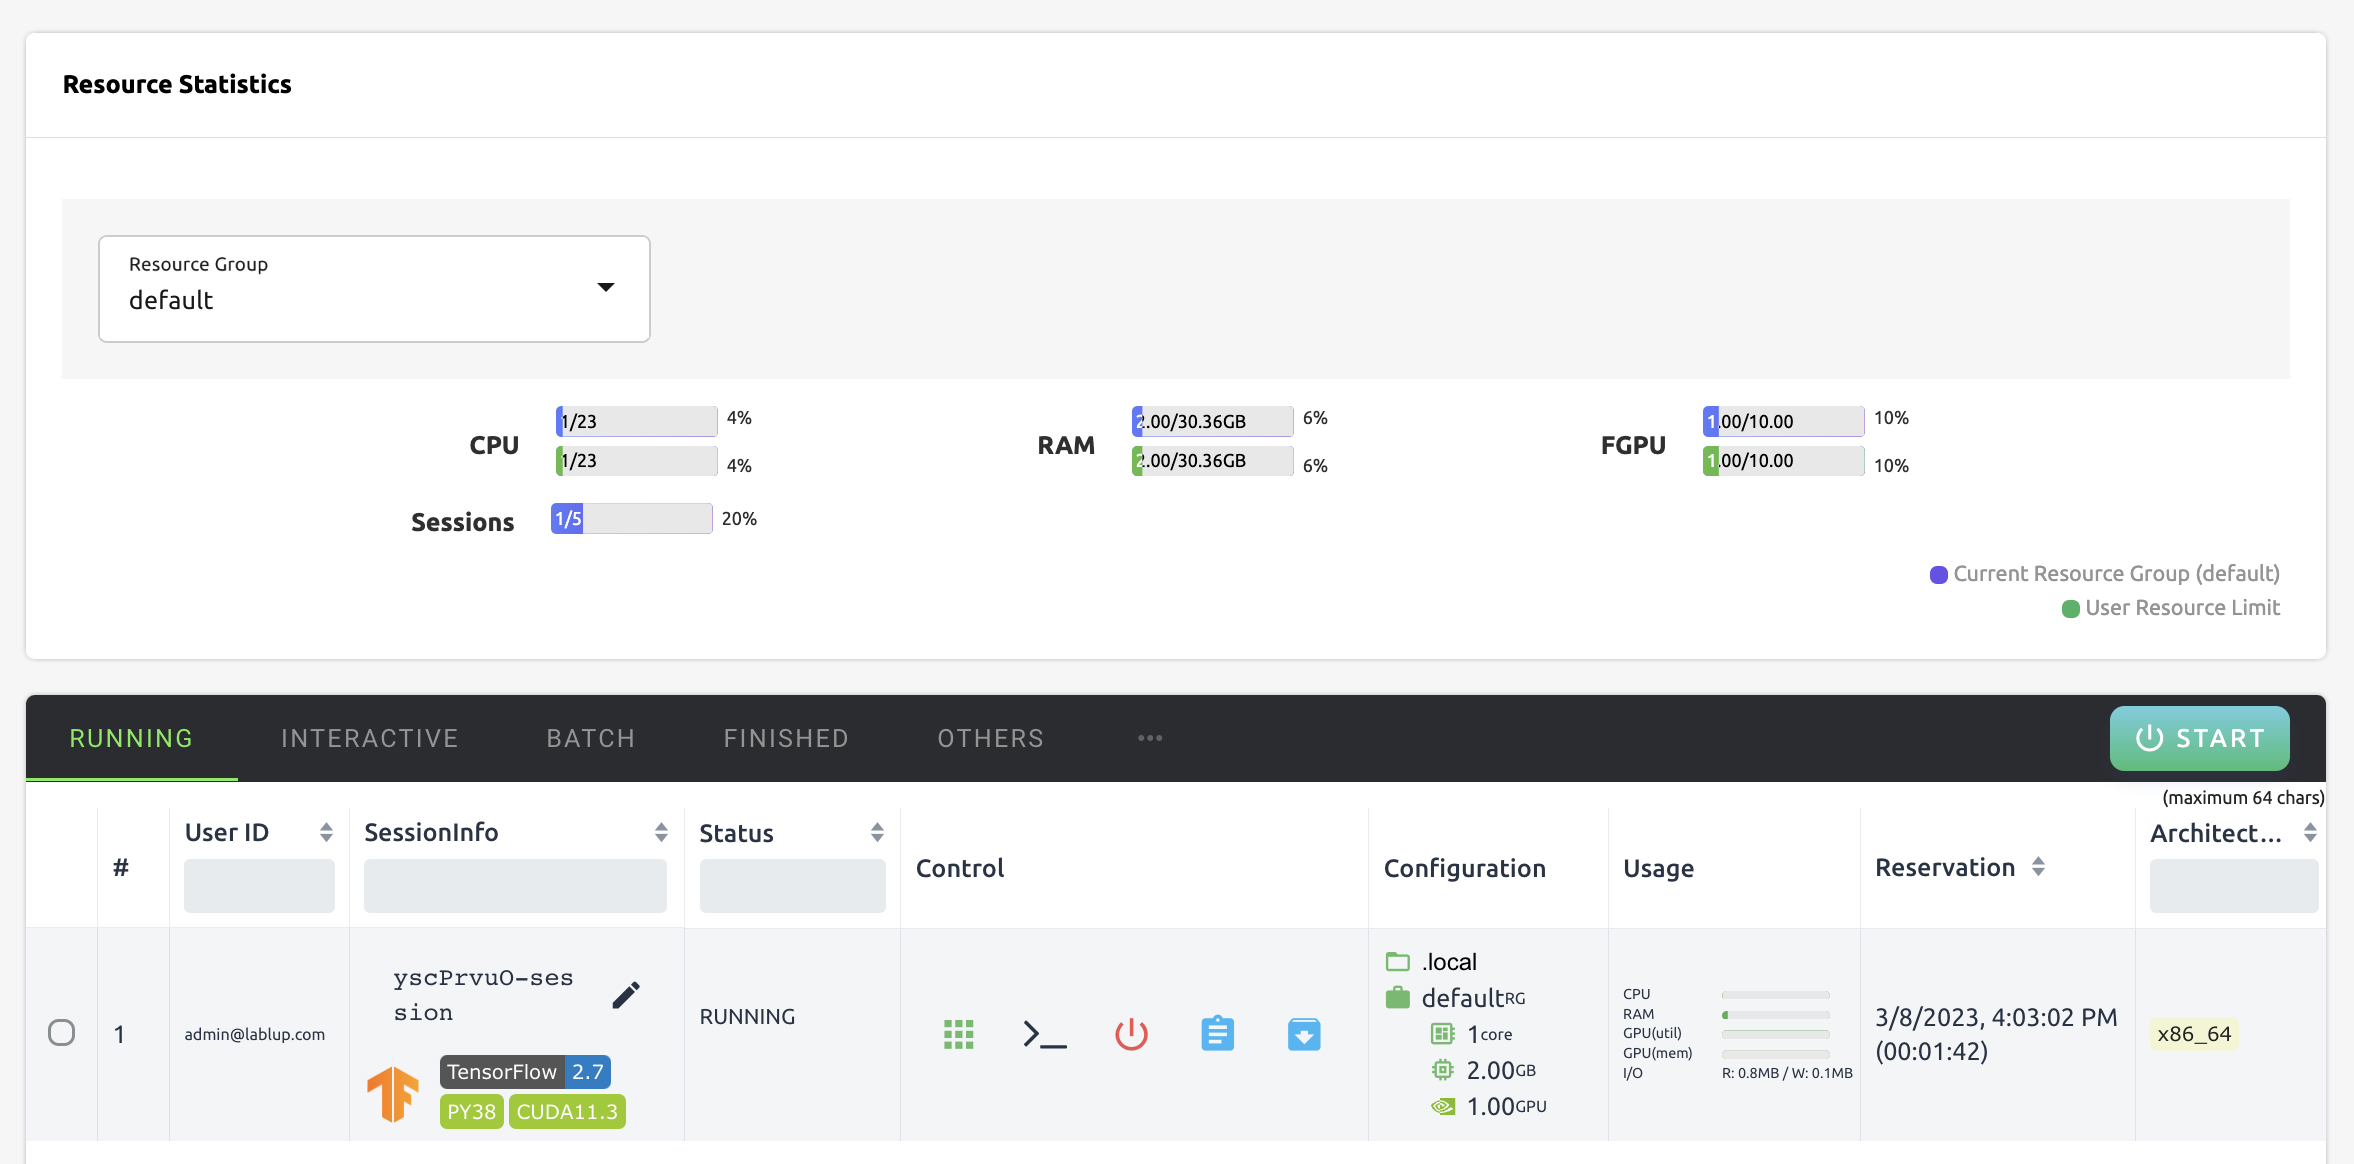 Resource Statistics
Resource Group
default
CPU
1/23
4%
1/23
4%
RAM
2.00/30.36GB
6%
2.00/30.36GB
6%
FGPU
1.00/10.00
10%
1.00/10.00
10%
Sessions
1/5
20%
Current Resource Group (default)
User Resource Limit
RUNNING
INTERACTIVE
BATCH
FINISHED
OTHERS
START
(maximum 64 chars)
#
User ID
SessionInfo
Status
Control
Configuration
Usage
Reservation
Architect...
1
admin@lablup.com
yscPrvuO-ses
sion
TensorFlow 2.7
PY38 CUDA11.3
RUNNING
.local
defaultRG
1core
2.00GB
1.00GPU
CPU
RAM
GPU(util)
GPU(mem)
I/O R: 0.8MB / W: 0.1MB
3/8/2023, 4:03:02 PM
(00:01:42)
x86_64